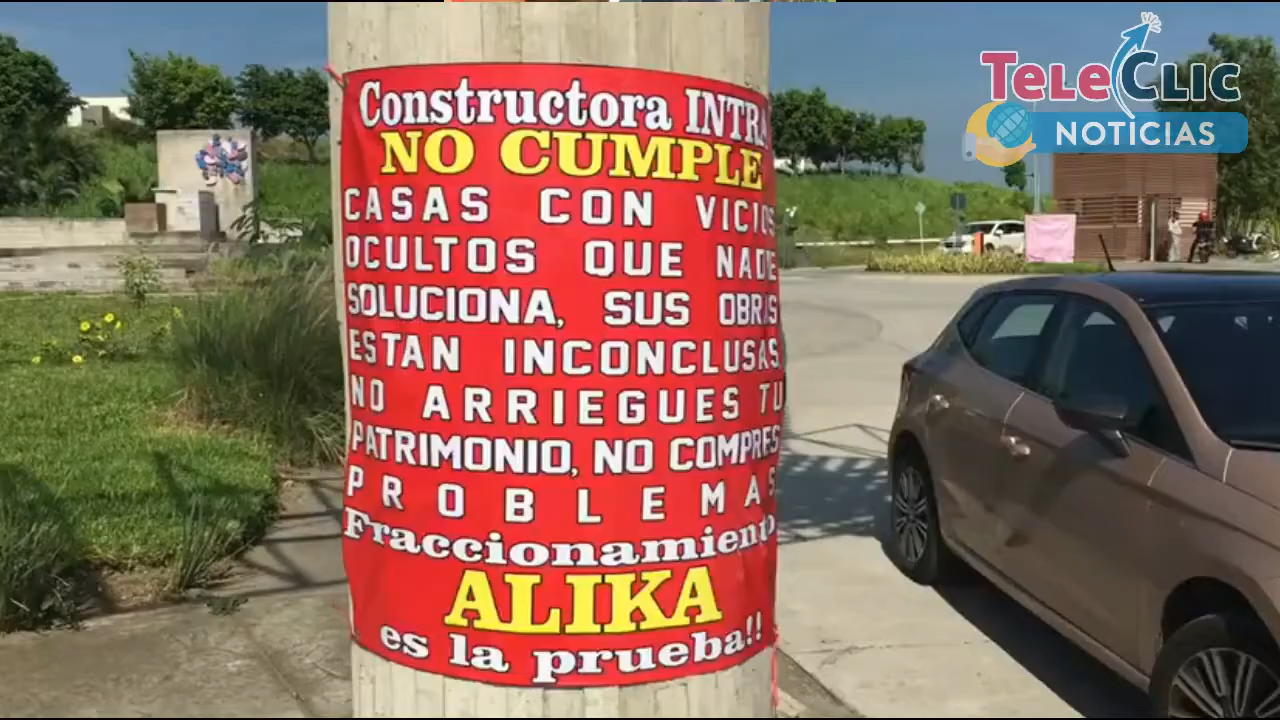 TeleClic
NOTICIAS
Constructora INTRA
NO CUMPLE
CASAS CON VICIOS
OCULTOS QUE NADIE
SOLUCIONA, SUS OBRAS
ESTAN INCONCLUSAS,
NO ARRIEGUES TU
PATRIMONIO, NO COMPRES
PROBLEMAS
Fraccionamiento
ALIKA
es la prueba!!